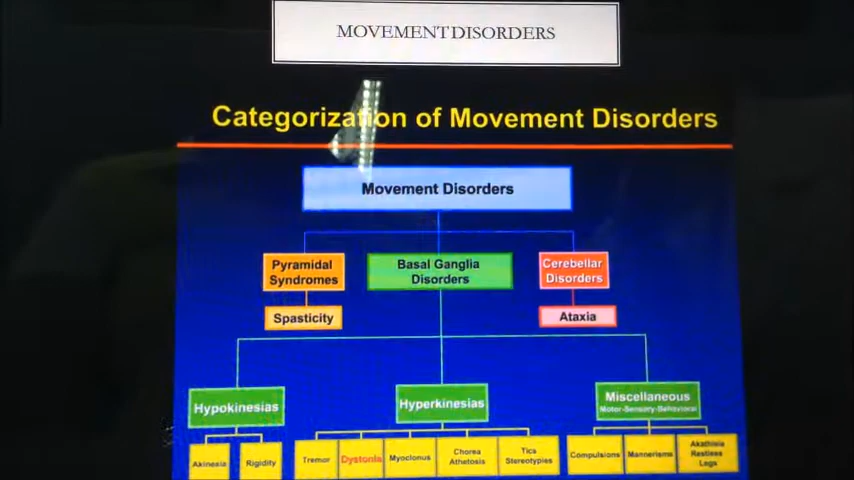 MOVEMENT DISORDERS
Categorization of Movement Disorders
Movement Disorders
Pyramidal
Syndromes
Basal Ganglia
Disorders
Cerebellar
Disorders
Spasticity
Ataxia
Hypokinesias
Hyperkinesias
Miscellaneous
Motor-Sensory-Behavioral
Akinesia
Rigidity
Tremor
Dystonia
Myoclonus
Chorea
Athetosis
Tics
Stereotypies
Compulsions
Mannerisms
Akathisia
Restless
Legs